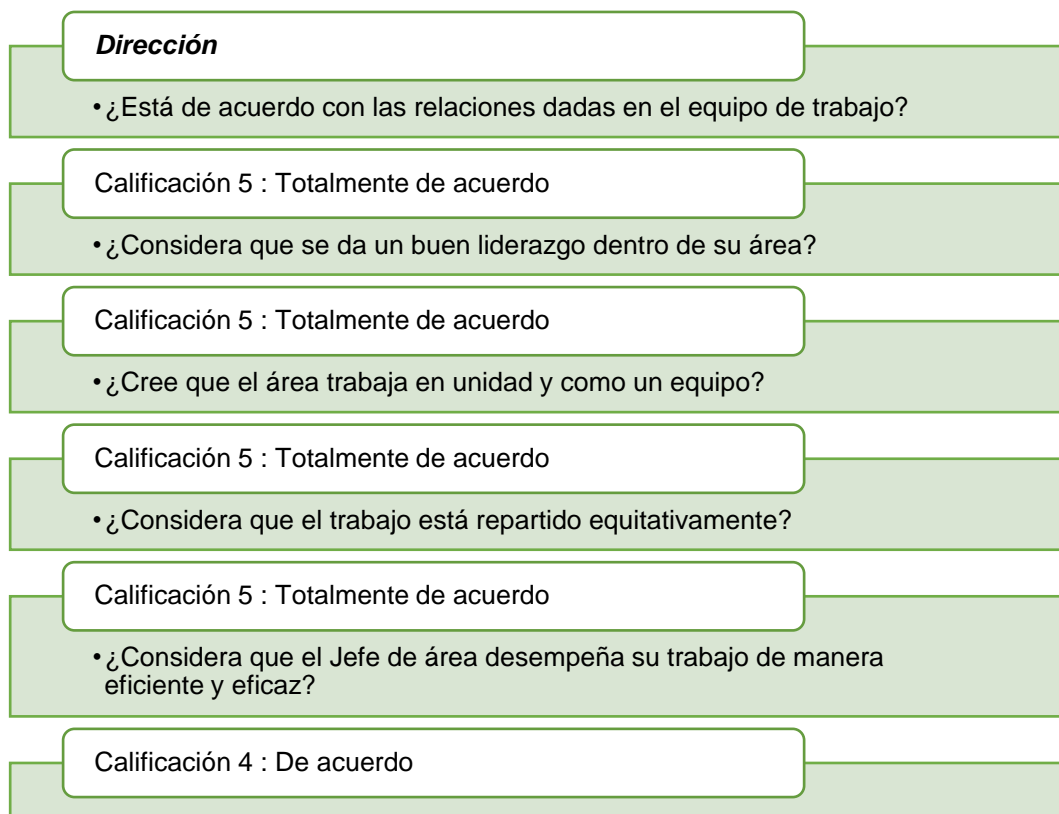 Dirección
•¿Está de acuerdo con las relaciones dadas en el equipo de trabajo?
Calificación 5 : Totalmente de acuerdo
•¿Considera que se da un buen liderazgo dentro de su área?
Calificación 5 : Totalmente de acuerdo
•¿Cree que el área trabaja en unidad y como un equipo?
Calificación 5 : Totalmente de acuerdo
•¿Considera que el trabajo está repartido equitativamente?
Calificación 5 : Totalmente de acuerdo
•¿Considera que el Jefe de área desempeña su trabajo de manera
eficiente y eficaz?
Calificación 4 : De acuerdo